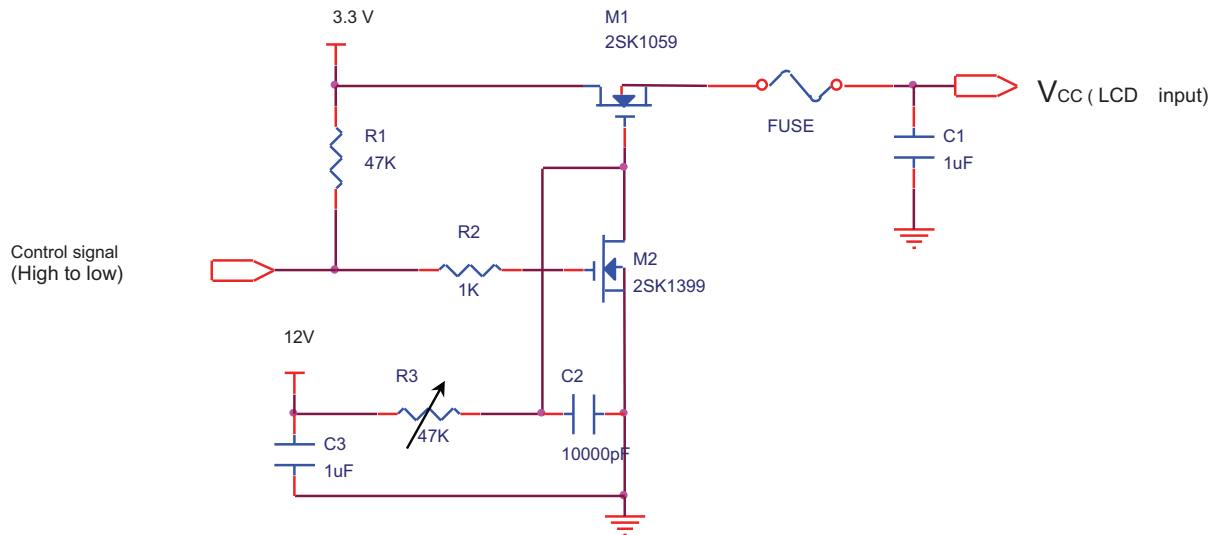 3.3 V
M1
2SK1059
R1
47K
FUSE
VCC ( LCD input)
C1
1uF
Control signal
(High to low)
R2
1K
M2
2SK1399
12V
R3
47K
C2
10000pF
C3
1uF